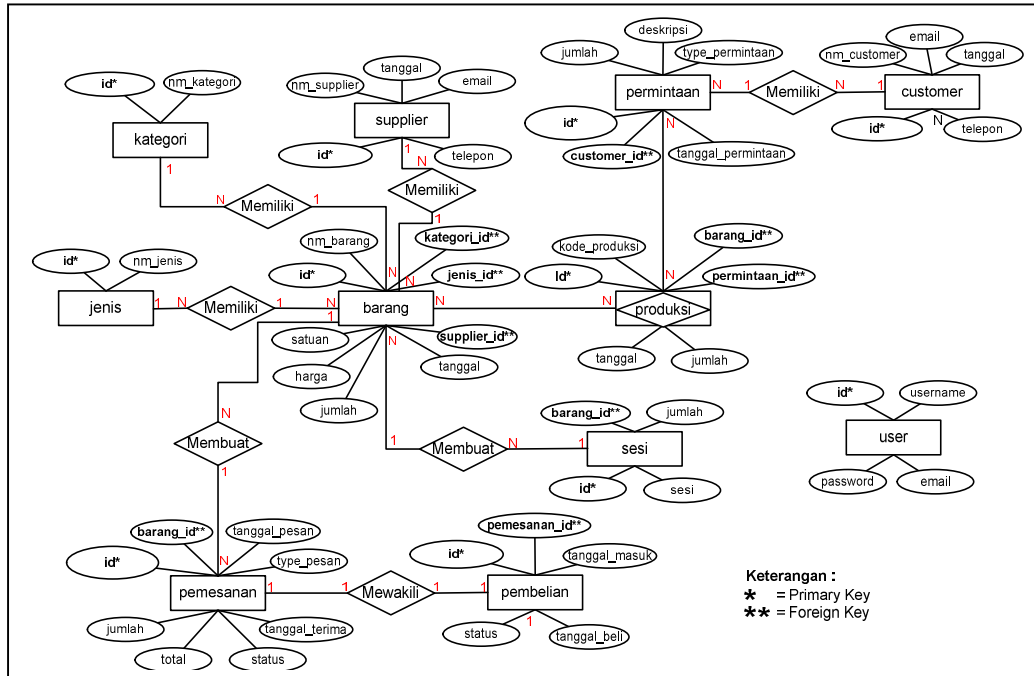 deskripsi
jumlah
type_permintaan
permintaan
id*
customer_id**
tanggal_permintaan
N
N
Memiliki
1
1
email
nm_customer
tanggal
customer
id*
N
telepon
id*
nm_kategori
kategori
1
N
Memiliki
1
N
tanggal
nm_supplier
email
supplier
id*
1
telepon
N
Memiliki
1
N
id*
nm_jenis
jenis
1
N
Memiliki
1
N
nm_barang
kategori_id**
id*
jenis_id**
barang
satuan
supplier_id**
harga
tanggal
jumlah
N
N
kode_produksi
barang_id**
Id*
permintaan_id**
N
produksi
tanggal
jumlah
1
N
Membuat
1
N
N
1
Membuat
N
1
barang_id**
jumlah
sesi
id*
sesi
id*
username
user
password
email
barang_id**
tanggal_pesan
id*
type_pesan
pemesanan
jumlah
tanggal_terima
total
status
1
1
Mewakili
1
1
pemesanan_id**
id*
tanggal_masuk
pembelian
status
1
tanggal_beli
Keterangan :
* = Primary Key
** = Foreign Key